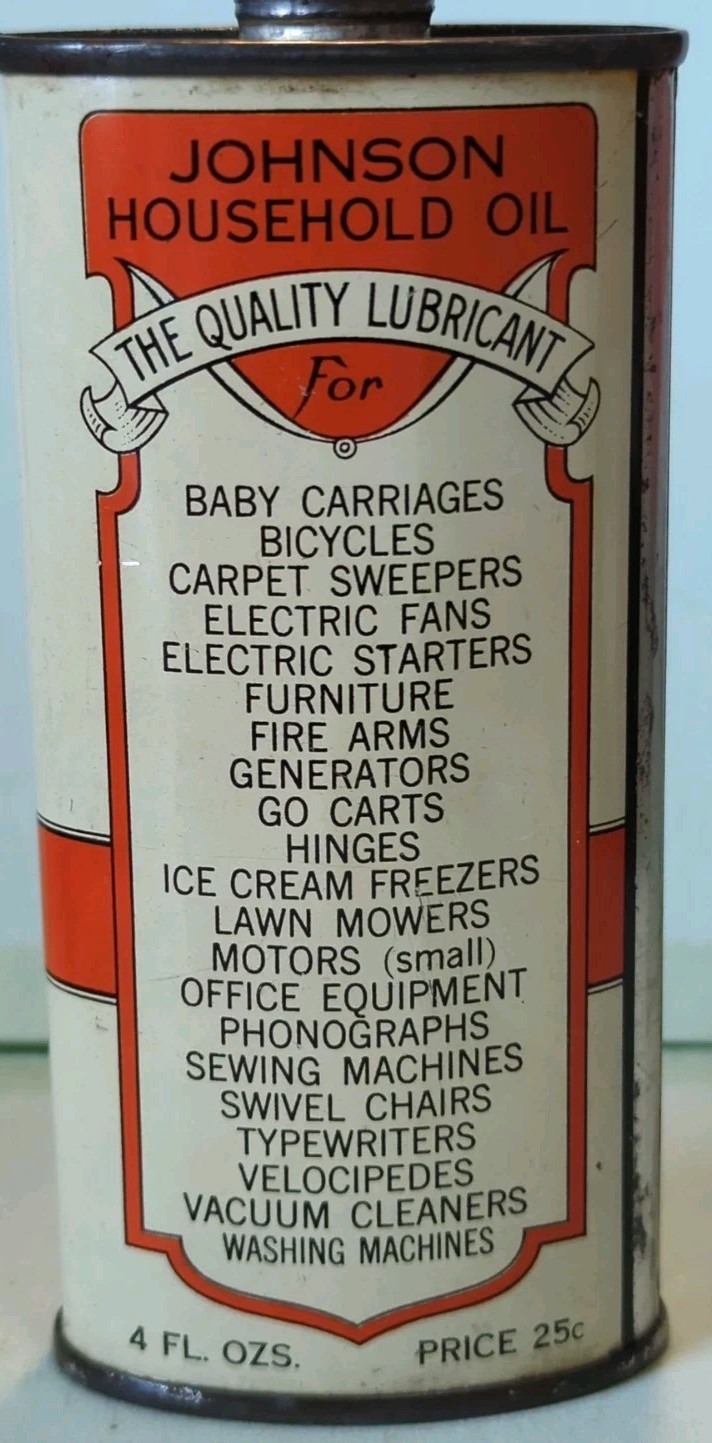 JOHNSON
HOUSEHOLD OIL
THE QUALITY LUBRICANT
For
BABY CARRIAGES
BICYCLES
CARPET SWEEPERS
ELECTRIC FANS
ELECTRIC STARTERS
FURNITURE
FIRE ARMS
GENERATORS
GO CARTS
HINGES
ICE CREAM FREEZERS
LAWN MOWERS
MOTORS (small)
OFFICE EQUIPMENT
PHONOGRAPHS
SEWING MACHINES
SWIVEL CHAIRS
TYPEWRITERS
VELOCIPEDES
VACUUM CLEANERS
WASHING MACHINES
4 FL. OZS. PRICE 25c